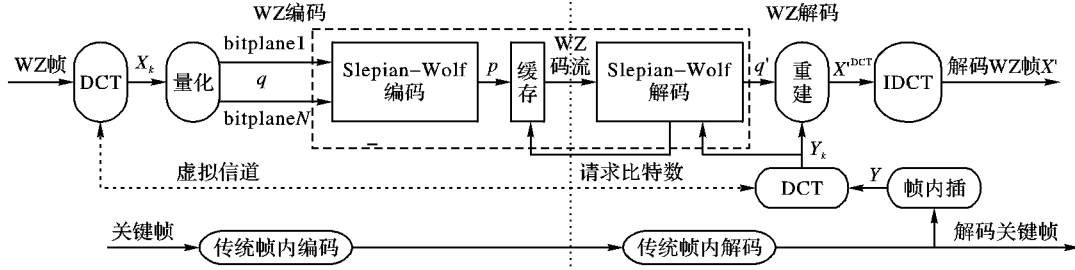 WZ编码
WZ解码
WZ帧
DCT
X_k
量化
bitplane1
q
bitplaneN
Slepian-Wolf
编码
p
缓存
WZ
码流
Slepian-Wolf
解码
q'
重建
X'^DCT
IDCT
解码WZ帧X'
虚拟信道
请求比特数
Y_k
DCT
Y
帧内插
关键帧
传统帧内编码
传统帧内解码
解码关键帧